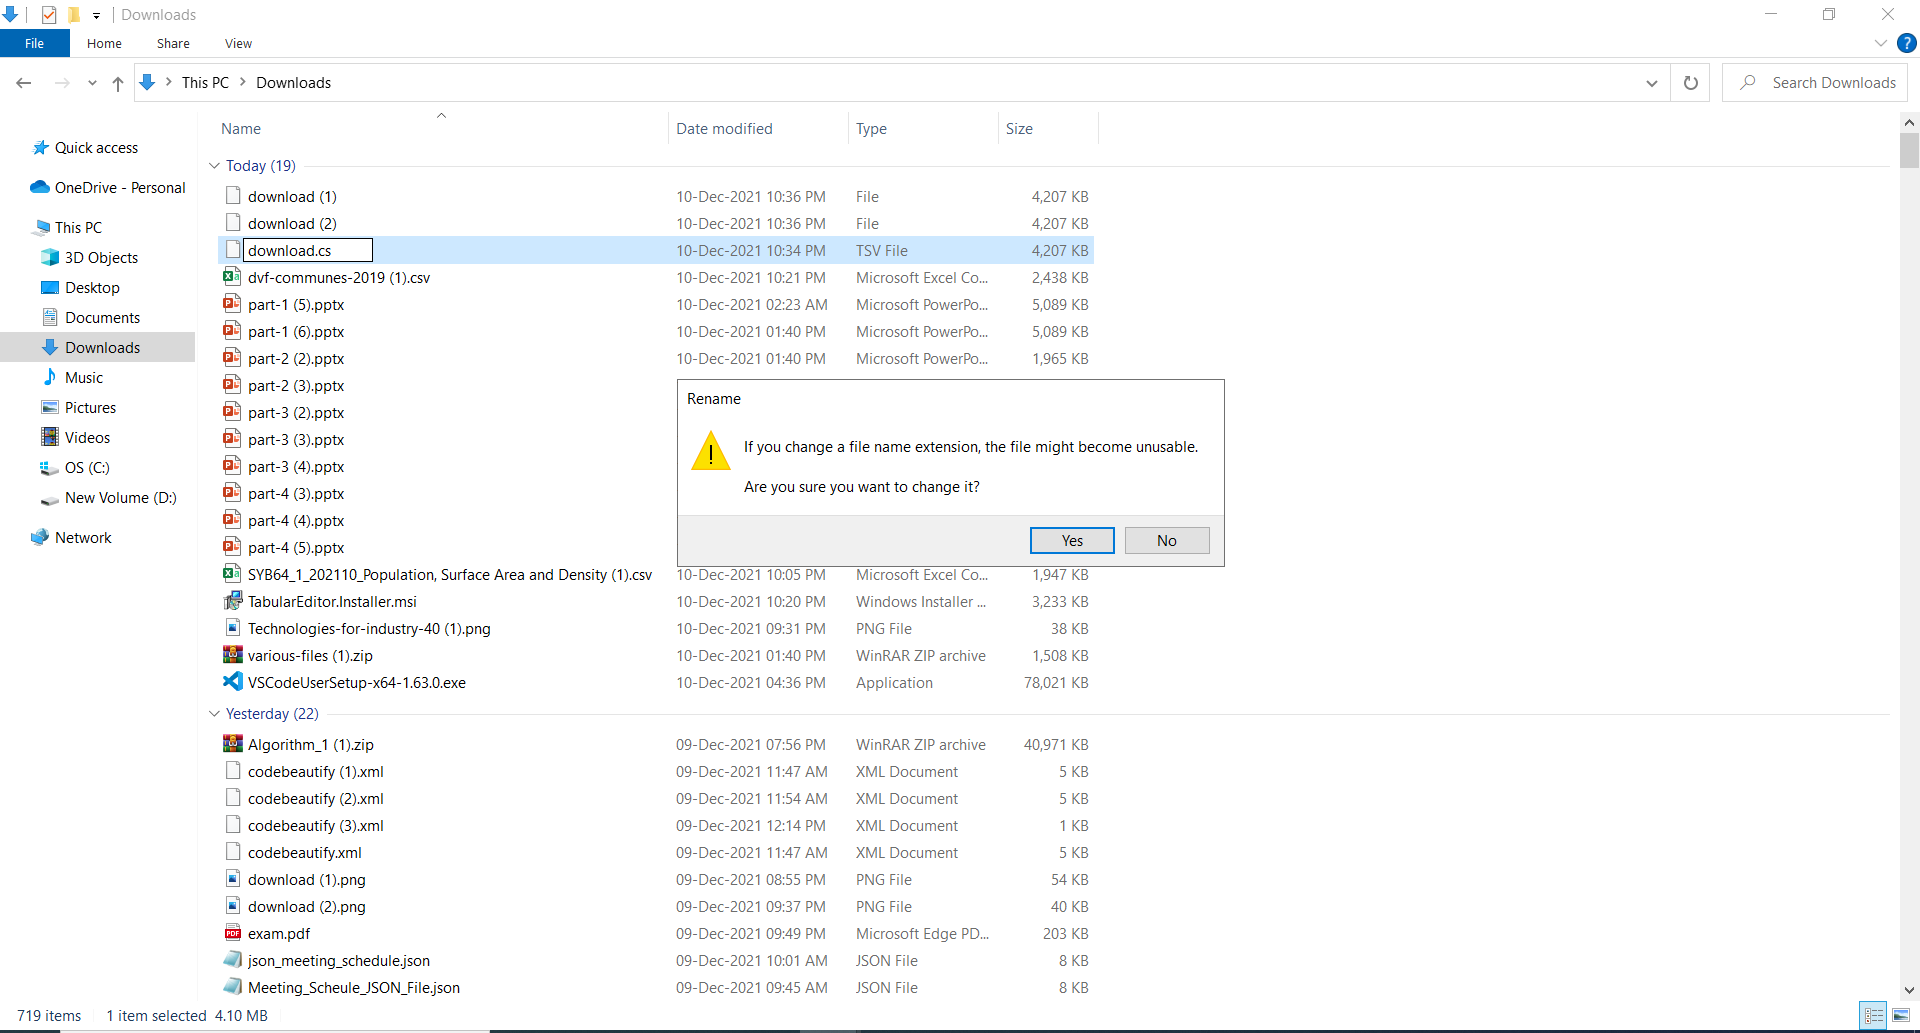 Downloads
File Home Share View ?
This PC Downloads Search Downloads
Name Date modified Type Size
Quick access
OneDrive - Personal
This PC
3D Objects
Desktop
Documents
Downloads
Music
Pictures
Videos
OS (C:)
New Volume (D:)
Network
Today (19)
download (1) 10-Dec-2021 10:36 PM File 4,207 KB
download (2) 10-Dec-2021 10:36 PM File 4,207 KB
download.cs 10-Dec-2021 10:34 PM TSV File 4,207 KB
dvf-communes-2019 (1).csv 10-Dec-2021 10:21 PM Microsoft Excel Co... 2,438 KB
part-1 (5).pptx 10-Dec-2021 02:23 AM Microsoft PowerPo... 5,089 KB
part-1 (6).pptx 10-Dec-2021 01:40 PM Microsoft PowerPo... 5,089 KB
part-2 (2).pptx 10-Dec-2021 01:40 PM Microsoft PowerPo... 1,965 KB
part-2 (3).pptx
part-3 (2).pptx
part-3 (3).pptx
part-3 (4).pptx
part-4 (3).pptx
part-4 (4).pptx
part-4 (5).pptx
Rename
If you change a file name extension, the file might become unusable.
Are you sure you want to change it?
Yes No
SYB64_1_202110_Population, Surface Area and Density (1).csv 10-Dec-2021 10:05 PM Microsoft Excel Co... 1,947 KB
TabularEditor.Installer.msi 10-Dec-2021 10:20 PM Windows Installer ... 3,233 KB
Technologies-for-industry-40 (1).png 10-Dec-2021 09:31 PM PNG File 38 KB
various-files (1).zip 10-Dec-2021 01:40 PM WinRAR ZIP archive 1,508 KB
VSCodeUserSetup-x64-1.63.0.exe 10-Dec-2021 04:36 PM Application 78,021 KB
Yesterday (22)
Algorithm_1 (1).zip 09-Dec-2021 07:56 PM WinRAR ZIP archive 40,971 KB
codebeautify (1).xml 09-Dec-2021 11:47 AM XML Document 5 KB
codebeautify (2).xml 09-Dec-2021 11:54 AM XML Document 5 KB
codebeautify (3).xml 09-Dec-2021 12:14 PM XML Document 1 KB
codebeautify.xml 09-Dec-2021 11:47 AM XML Document 5 KB
download (1).png 09-Dec-2021 08:55 PM PNG File 54 KB
download (2).png 09-Dec-2021 09:37 PM PNG File 40 KB
exam.pdf 09-Dec-2021 09:49 PM Microsoft Edge PD... 203 KB
json_meeting_schedule.json 09-Dec-2021 10:01 AM JSON File 8 KB
Meeting_Scheule_JSON_File.json 09-Dec-2021 09:45 AM JSON File 8 KB
719 items 1 item selected 4.10 MB